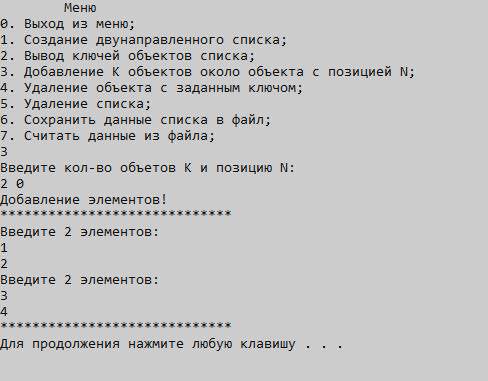 Меню
0. Выход из меню;
1. Создание двунаправленного списка;
2. Вывод ключей объектов списка;
3. Добавление K объектов около объекта с позицией N;
4. Удаление объекта с заданным ключом;
5. Удаление списка;
6. Сохранить данные списка в файл;
7. Считать данные из файла;
3
Введите кол-во объетов K и позицию N:
2 0
Добавление элементов!
*****************************
Введите 2 элементов:
1
2
Введите 2 элементов:
3
4
*****************************
Для продолжения нажмите любую клавишу . . .